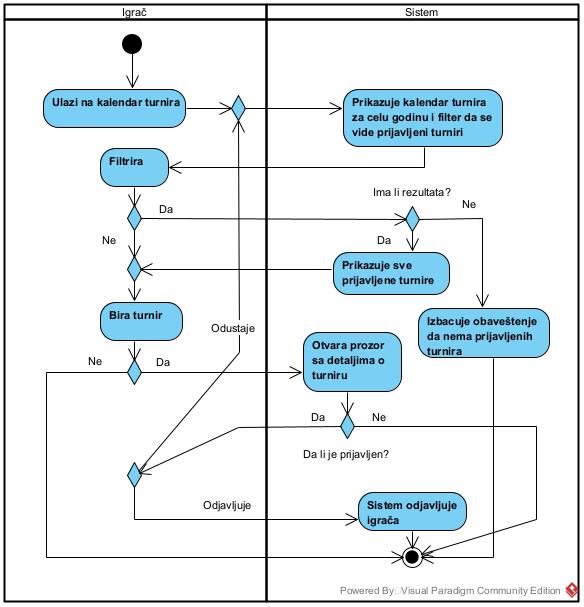 Igrač
Sistem
Ulazi na kalendar turnira
Prikazuje kalendar turnira
za celu godinu i filter da se
vide prijavljeni turniri
Filtrira
Ima li rezultata?
Da
Ne
Ne
Da
Prikazuje sve
prijavljene turnire
Bira turnir
Izbacuje obaveštenje
da nema prijavljenih
turnira
Odustaje
Otvara prozor
sa detaljima o
turniru
Ne
Da
Da
Ne
Da li je prijavljen?
Odjavljuje
Sistem odjavljuje
igrača
Powered By Visual Paradigm Community Edition